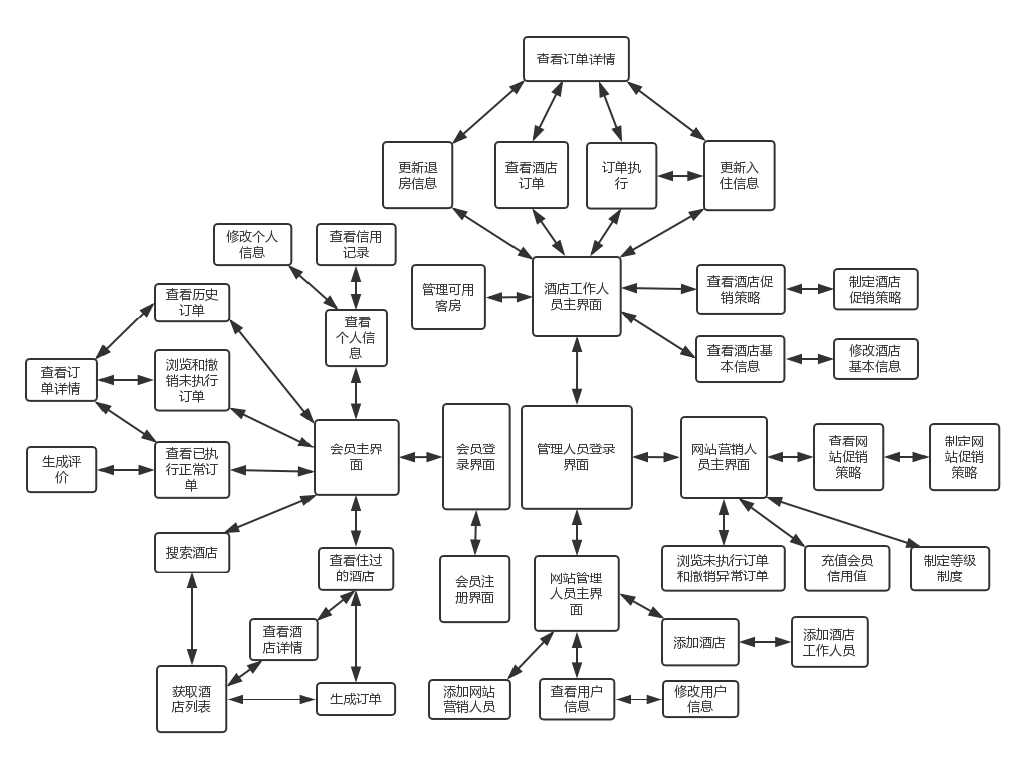 查看订单详情
更新退
房信息
查看酒店
订单
订单执
行
更新入
住信息
修改个人
信息
查看信用
记录
管理可用
客房
酒店工作人
员主界面
查看酒店促
销策略
制定酒店
促销策略
查看历史
订单
查看
个人信
息
查看酒店基
本信息
修改酒店
基本信息
查看订
单详情
浏览和撤
销未执行
订单
生成评
价
查看已执
行正常订
单
会员主界
面
会员登
录界面
管理人员登录
界面
网站营销人
员主界面
查看网
站促销
策略
制定网
站促销
策略
搜索酒店
查看住过
的酒店
会员注
册界面
网站管理
人员主界
面
浏览未执行订单
和撤销异常订单
充值会员
信用值
制定等级
制度
查看酒
店详情
添加酒店
添加酒店
工作人员
获取酒
店列表
生成订单
添加网站
营销人员
查看用户
信息
修改用户
信息